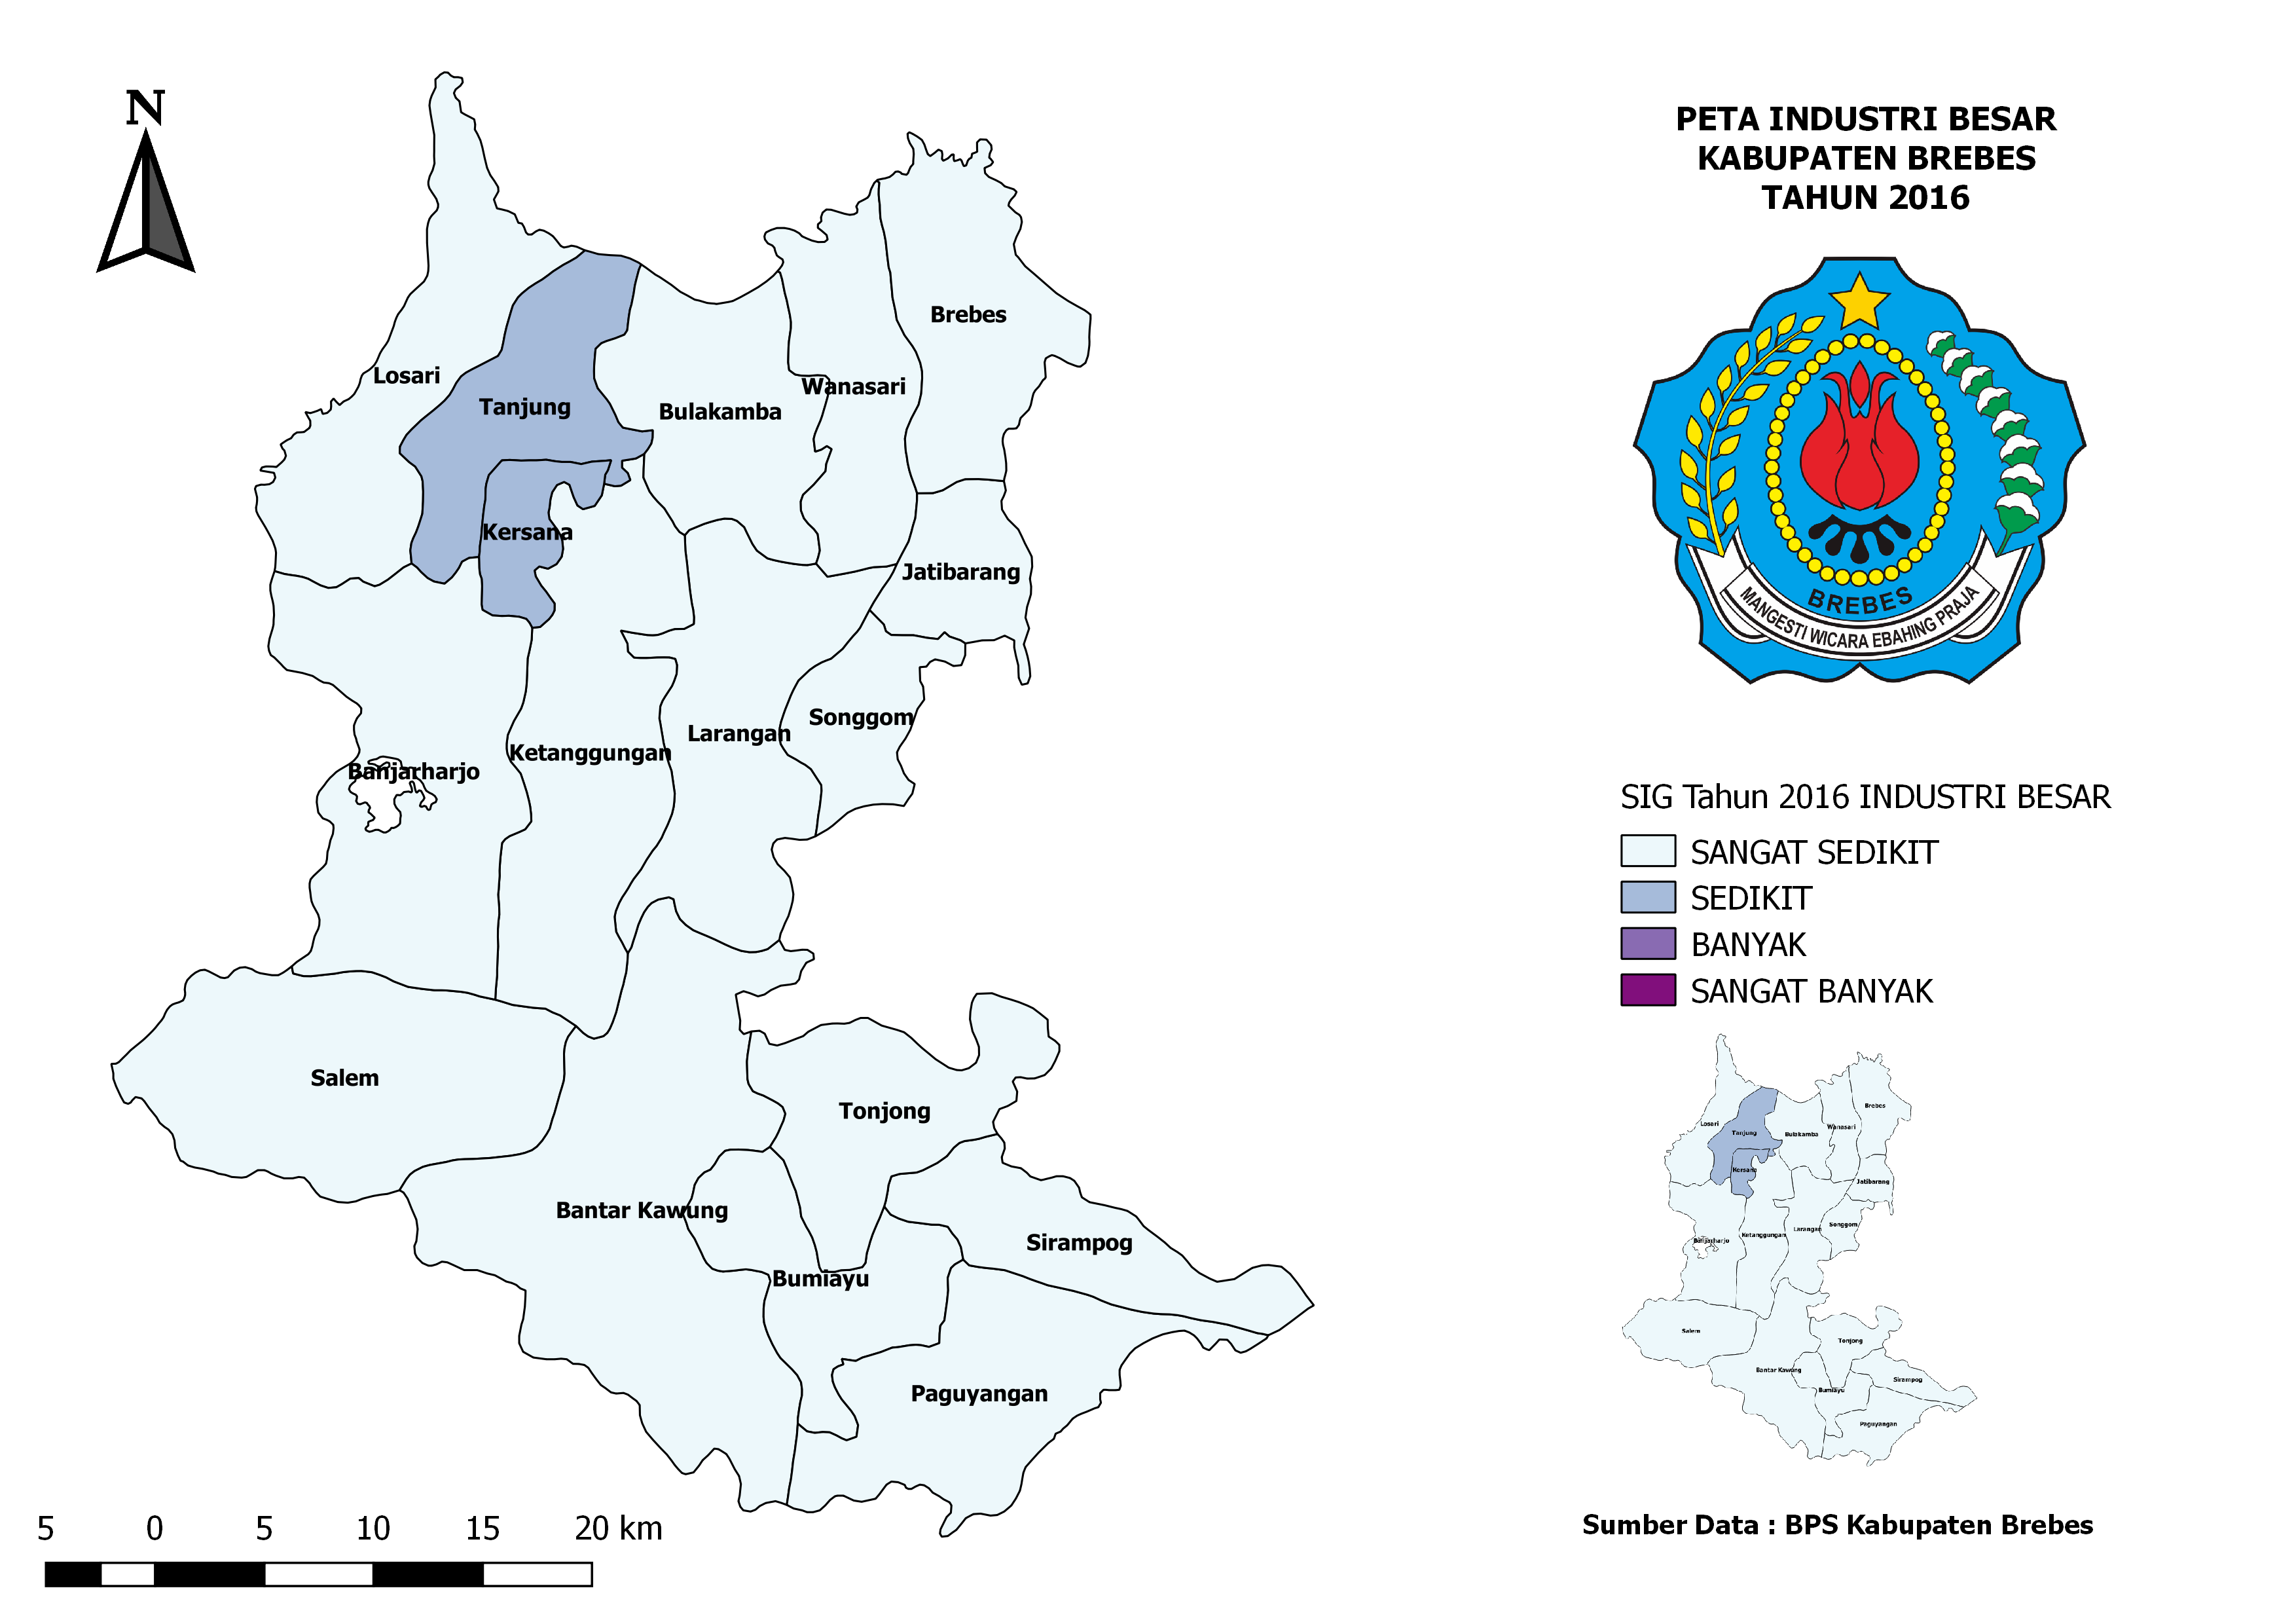 N
PETA INDUSTRI BESAR
KABUPATEN BREBES
TAHUN 2016
Brebes
Losari
Wanasari
Tanjung
Bulakamba
Kersana
Jatibarang
Songgom
Larangan
Ketanggungan
Banjarharjo
Salem
Tonjong
Bantar Kawung
Sirampog
Bumiayu
Paguyangan
BREBES
MANGESTI WICARA EBAHING PRAJA
SIG Tahun 2016 INDUSTRI BESAR
SANGAT SEDIKIT
SEDIKIT
BANYAK
SANGAT BANYAK
Brebes
Losari
Wanasari
Tanjung
Bulakamba
Kersana
Jatibarang
Songgom
Larangan
Ketanggungan
Banjarharjo
Salem
Tonjong
Bantar Kawung
Sirampog
Bumiayu
Paguyangan
5 0 5 10 15 20 km
Sumber Data : BPS Kabupaten Brebes